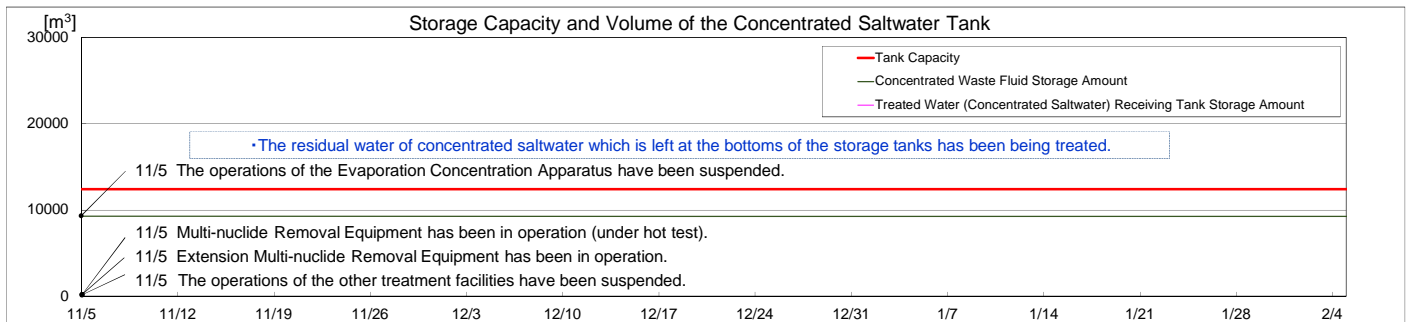 Storage Capacity and Volume of the Concentrated Saltwater Tank
[m³]
30000
20000
10000
0
Tank Capacity
Concentrated Waste Fluid Storage Amount
Treated Water (Concentrated Saltwater) Receiving Tank Storage Amount
・The residual water of concentrated saltwater which is left at the bottoms of the storage tanks has been being treated.
11/5 The operations of the Evaporation Concentration Apparatus have been suspended.
11/5 Multi-nuclide Removal Equipment has been in operation (under hot test).
11/5 Extension Multi-nuclide Removal Equipment has been in operation.
11/5 The operations of the other treatment facilities have been suspended.
11/5 11/12 11/19 11/26 12/3 12/10 12/17 12/24 12/31 1/7 1/14 1/21 1/28 2/4